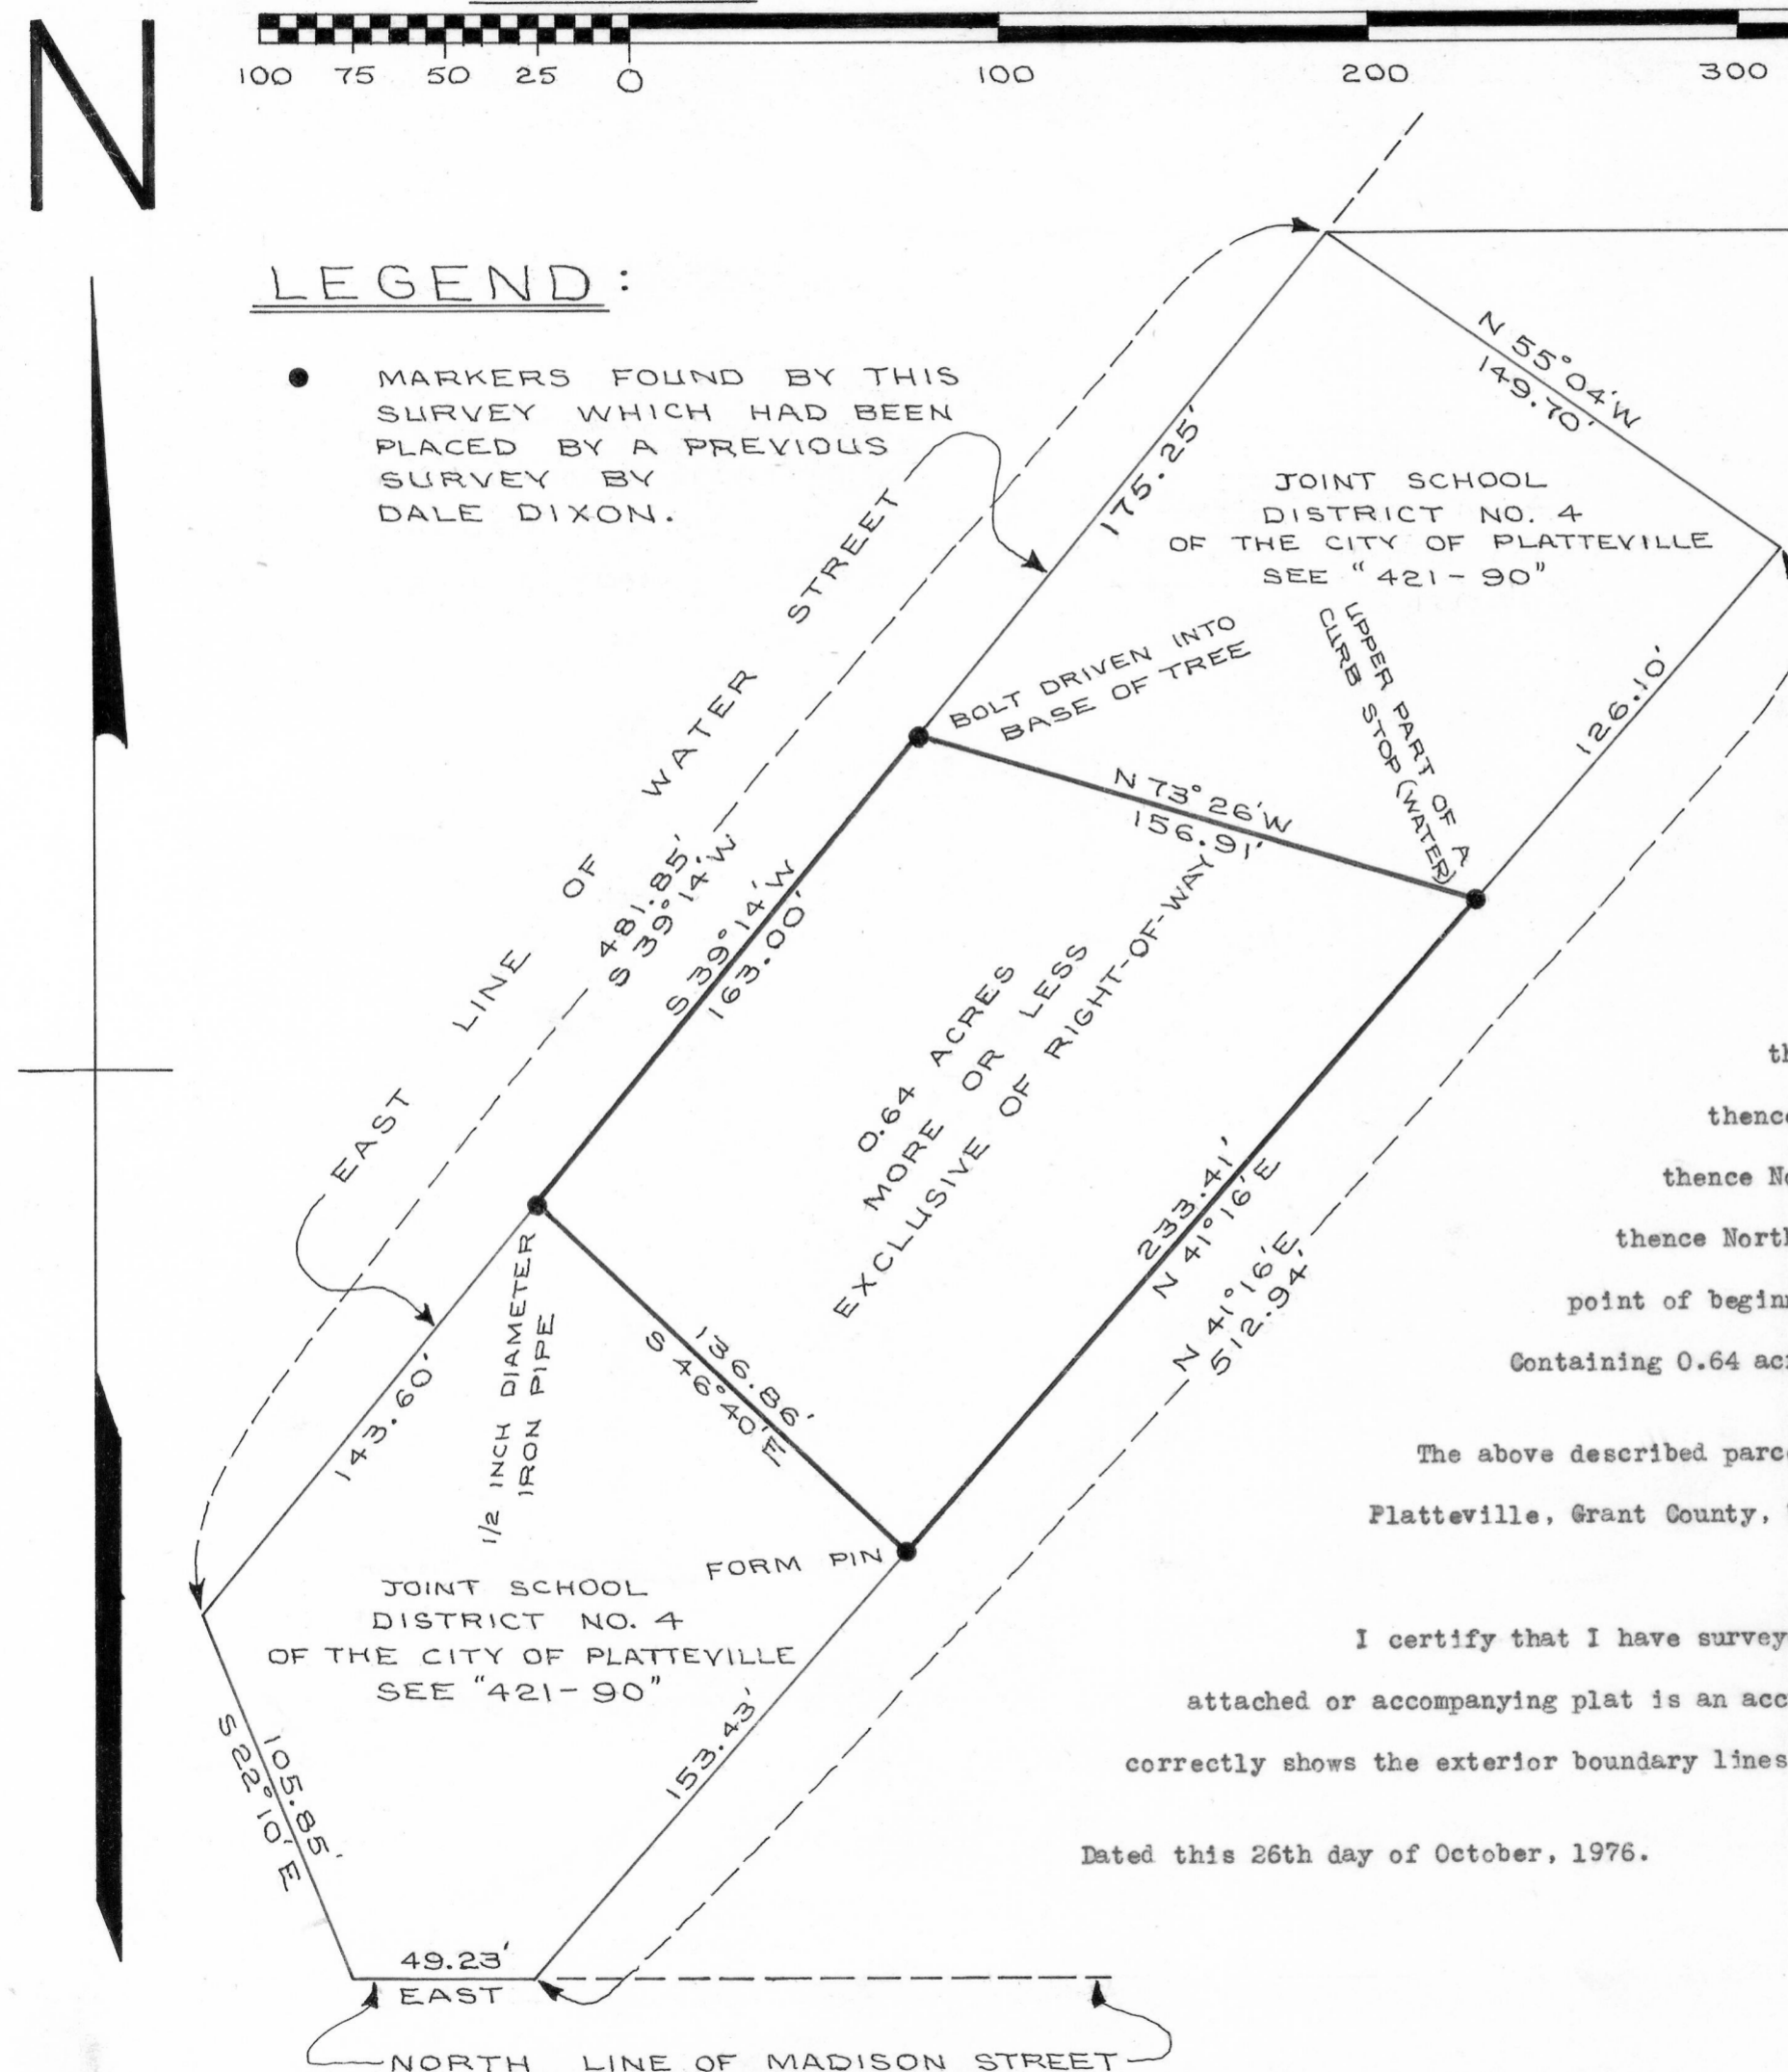 N
100 75 50 25 0 100 200 300
LEGEND:
MARKERS FOUND BY THIS
SURVEY WHICH HAD BEEN
PLACED BY A PREVIOUS
SURVEY BY
DALE DIXON.
N 55° 04' W
149.70'
175.25'
JOINT SCHOOL
DISTRICT NO. 4
OF THE CITY OF PLATTEVILLE
SEE "421-90"
BOLT DRIVEN INTO
BASE OF TREE
UPPER PART OF A
CURB STOP (WATER)
126.10'
EAST LINE OF WATER STREET
481.85'
S 39° 14' W
S 39° 14' W
163.00'
N 73° 26' W
156.91'
0.64 ACRES
MORE OR LESS
EXCLUSIVE OF RIGHT-OF-WAY
233.41'
N 41° 16' E
N 41° 16' E
512.94'
136.86'
S 46° 40' E
1/2 INCH DIAMETER
IRON PIPE
143.60'
FORM PIN
JOINT SCHOOL
DISTRICT NO. 4
OF THE CITY OF PLATTEVILLE
SEE "421-90"
153.43'
105.85'
S 22° 10' E
49.23'
EAST
NORTH LINE OF MADISON STREET
thence
thence No
thence North
point of beginn
Containing 0.64 acr
The above described parce
Platteville, Grant County,
I certify that I have survey
attached or accompanying plat is an acc
correctly shows the exterior boundary lines
Dated this 26th day of October, 1976.